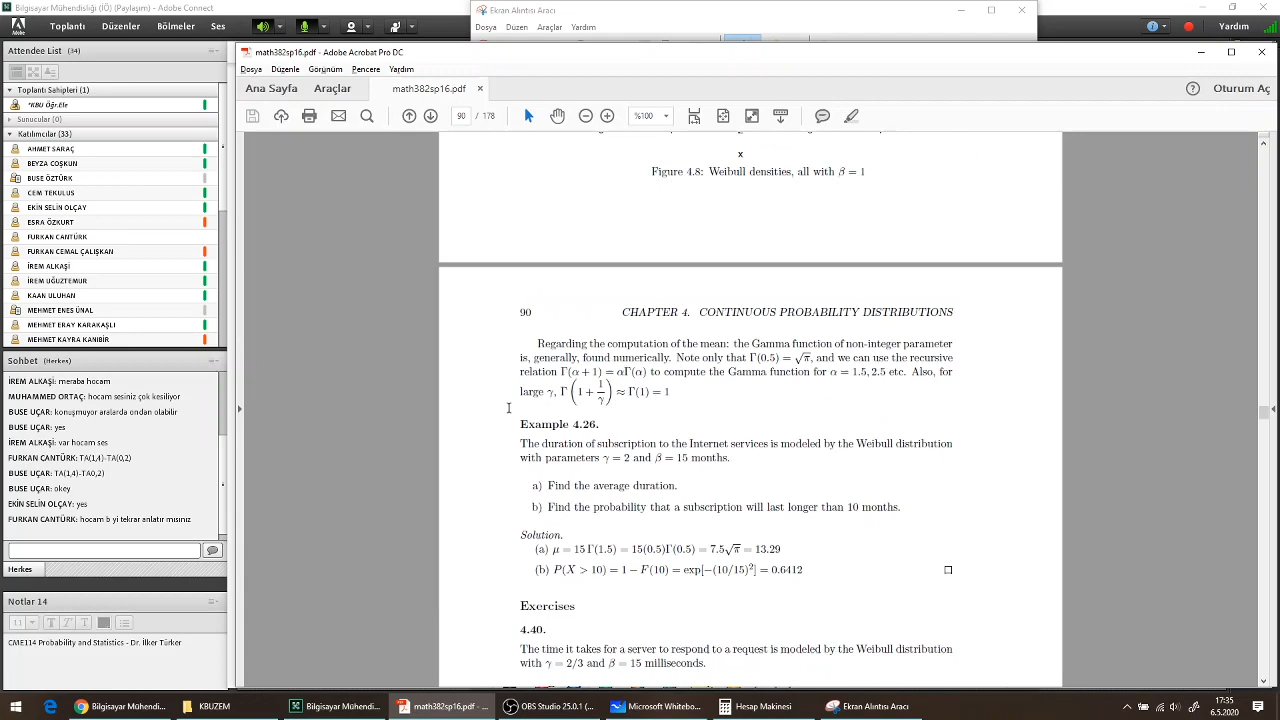 Bilgisayar Mühendisliği (İÖ) (Paylaşım) - Adobe Connect
Toplantı Düzenler Bölmeler Ses
Adobe
Yardım
Ekran Alıntısı Aracı
Dosya Düzen Araçlar Yardım
Attendee List (34)
Toplantı Sahipleri (1)
*KBU Öğr.Ele
Sunucular (0)
Katılımcılar (33)
AHMET SARAÇ
BEYZA COŞKUN
BUSE ÖZTÜRK
CEM TEKULUS
EKİN SELİN OLÇAY
ESRA ÖZKURT
FURKAN CANTÜRK
FURKAN CEMAL ÇALIŞKAN
İREM ALKAŞİ
İREM UĞUZTEMUR
KAAN ULUHAN
MEHMET ENES ÜNAL
MEHMET ERAY KARAKAŞLI
MEHMET KAYRA KANIBİR
Sohbet (Herkes)
İREM ALKAŞİ: meraba hocam
MUHAMMED ORTAÇ: hocam sesiniz çok kesiliyor
BUSE UÇAR: konuşmuyor aralarda ondan olabilir
BUSE UÇAR: yes
İREM ALKAŞİ: var hocam ses
FURKAN CANTÜRK: TA(1,4)-TA(0,2)
BUSE UÇAR: TA(1,4)-TA0,2)
BUSE UÇAR: okey
EKİN SELİN OLÇAY: yes
FURKAN CANTÜRK: hocam b yi tekrar anlatır mısınız
Herkes
Notlar 14
11
CME114 Probability and Statistics - Dr. İlker Türker
math382sp16.pdf - Adobe Acrobat Pro DC
Dosya Düzenle Görünüm Pencere Yardım
Ana Sayfa Araçlar math382sp16.pdf
Oturum Aç
90 / 178
%100
x
Figure 4.8: Weibull densities, all with β = 1
90 CHAPTER 4. CONTINUOUS PROBABILITY DISTRIBUTIONS
Regarding the computation of the mean: the Gamma function of non-integer parameter
is, generally, found numerically. Note only that Γ(0.5) = √π, and we can use the recursive
relation Γ(α + 1) = αΓ(α) to compute the Gamma function for α = 1.5, 2.5 etc. Also, for
large γ, Γ(1 + 1/γ) ≈ Γ(1) = 1
Example 4.26.
The duration of subscription to the Internet services is modeled by the Weibull distribution
with parameters γ = 2 and β = 15 months.
a) Find the average duration.
b) Find the probability that a subscription will last longer than 10 months.
Solution.
(a) μ = 15 Γ(1.5) = 15(0.5)Γ(0.5) = 7.5√π = 13.29
(b) P(X > 10) = 1 − F(10) = exp[−(10/15)²] = 0.6412
Exercises
4.40.
The time it takes for a server to respond to a request is modeled by the Weibull distribution
with γ = 2/3 and β = 15 milliseconds.
Bilgisayar Mühendi...
KBUZEM
Bilgisayar Mühendi...
math382sp16.pdf - ...
OBS Studio 25.0.1 (...
Microsoft Whitebo...
Hesap Makinesi
Ekran Alıntısı Aracı
17:35
6.5.2020